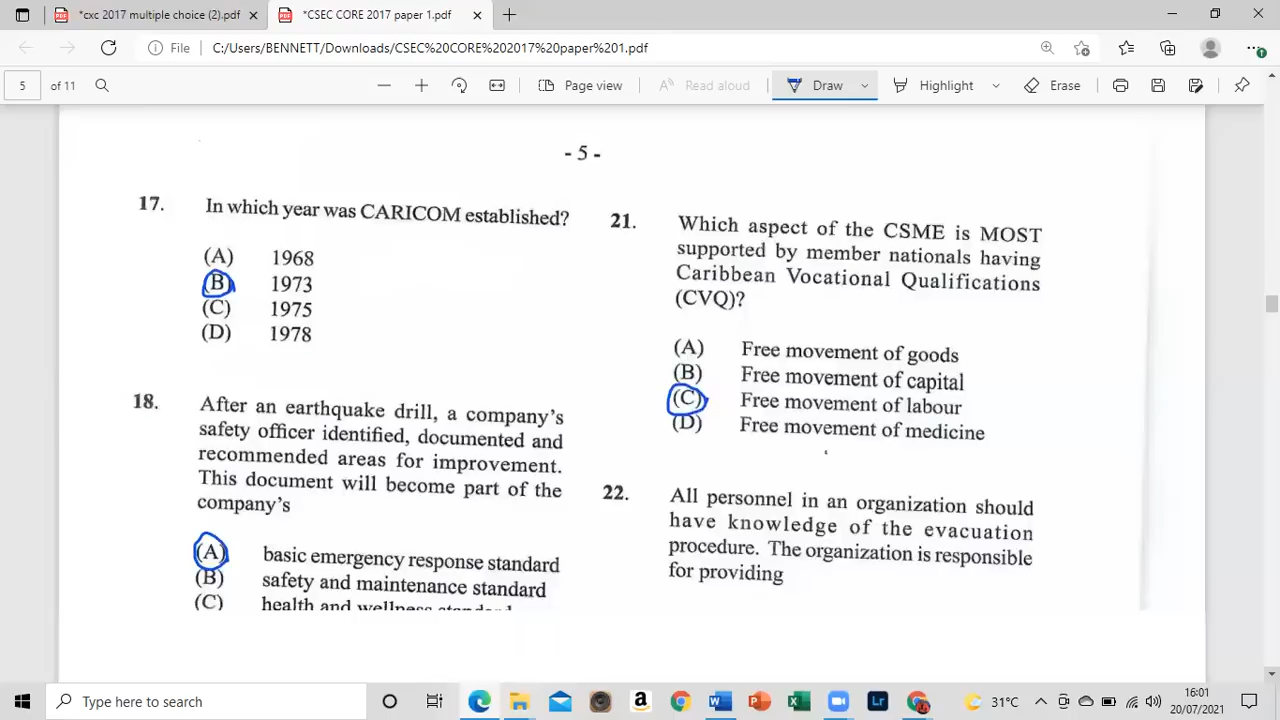 *cxc 2017 multiple choice (2).pdf
*CSEC CORE 2017 paper 1.pdf
File
C:/Users/BENNETT/Downloads/CSEC%20CORE%202017%20paper%201.pdf
5 of 11
Page view
Read aloud
Draw
Highlight
Erase
- 5 -
17. In which year was CARICOM established?
(A) 1968
(B) 1973
(C) 1975
(D) 1978
18. After an earthquake drill, a company's
safety officer identified, documented and
recommended areas for improvement.
This document will become part of the
company's
(A) basic emergency response standard
(B) safety and maintenance standard
(C) health and wellness standard
21. Which aspect of the CSME is MOST
supported by member nationals having
Caribbean Vocational Qualifications
(CVQ)?
(A) Free movement of goods
(B) Free movement of capital
(C) Free movement of labour
(D) Free movement of medicine
22. All personnel in an organization should
have knowledge of the evacuation
procedure. The organization is responsible
for providing
Type here to search
31°C
16:01
20/07/2021